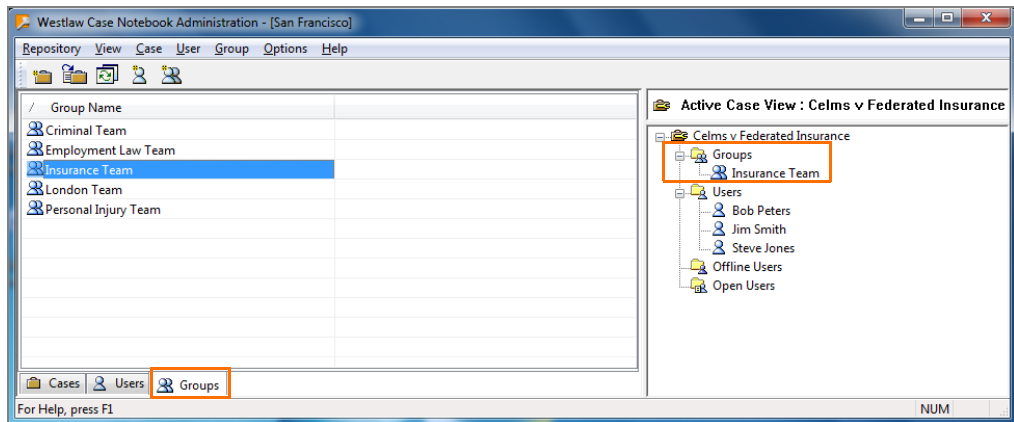 Westlaw Case Notebook Administration - [San Francisco]
Repository View Case User Group Options Help
/ Group Name
Criminal Team
Employment Law Team
Insurance Team
London Team
Personal Injury Team
Cases Users Groups
Active Case View : Celms v Federated Insurance
Celms v Federated Insurance
Groups
Insurance Team
Users
Bob Peters
Jim Smith
Steve Jones
Offline Users
Open Users
For Help, press F1 NUM